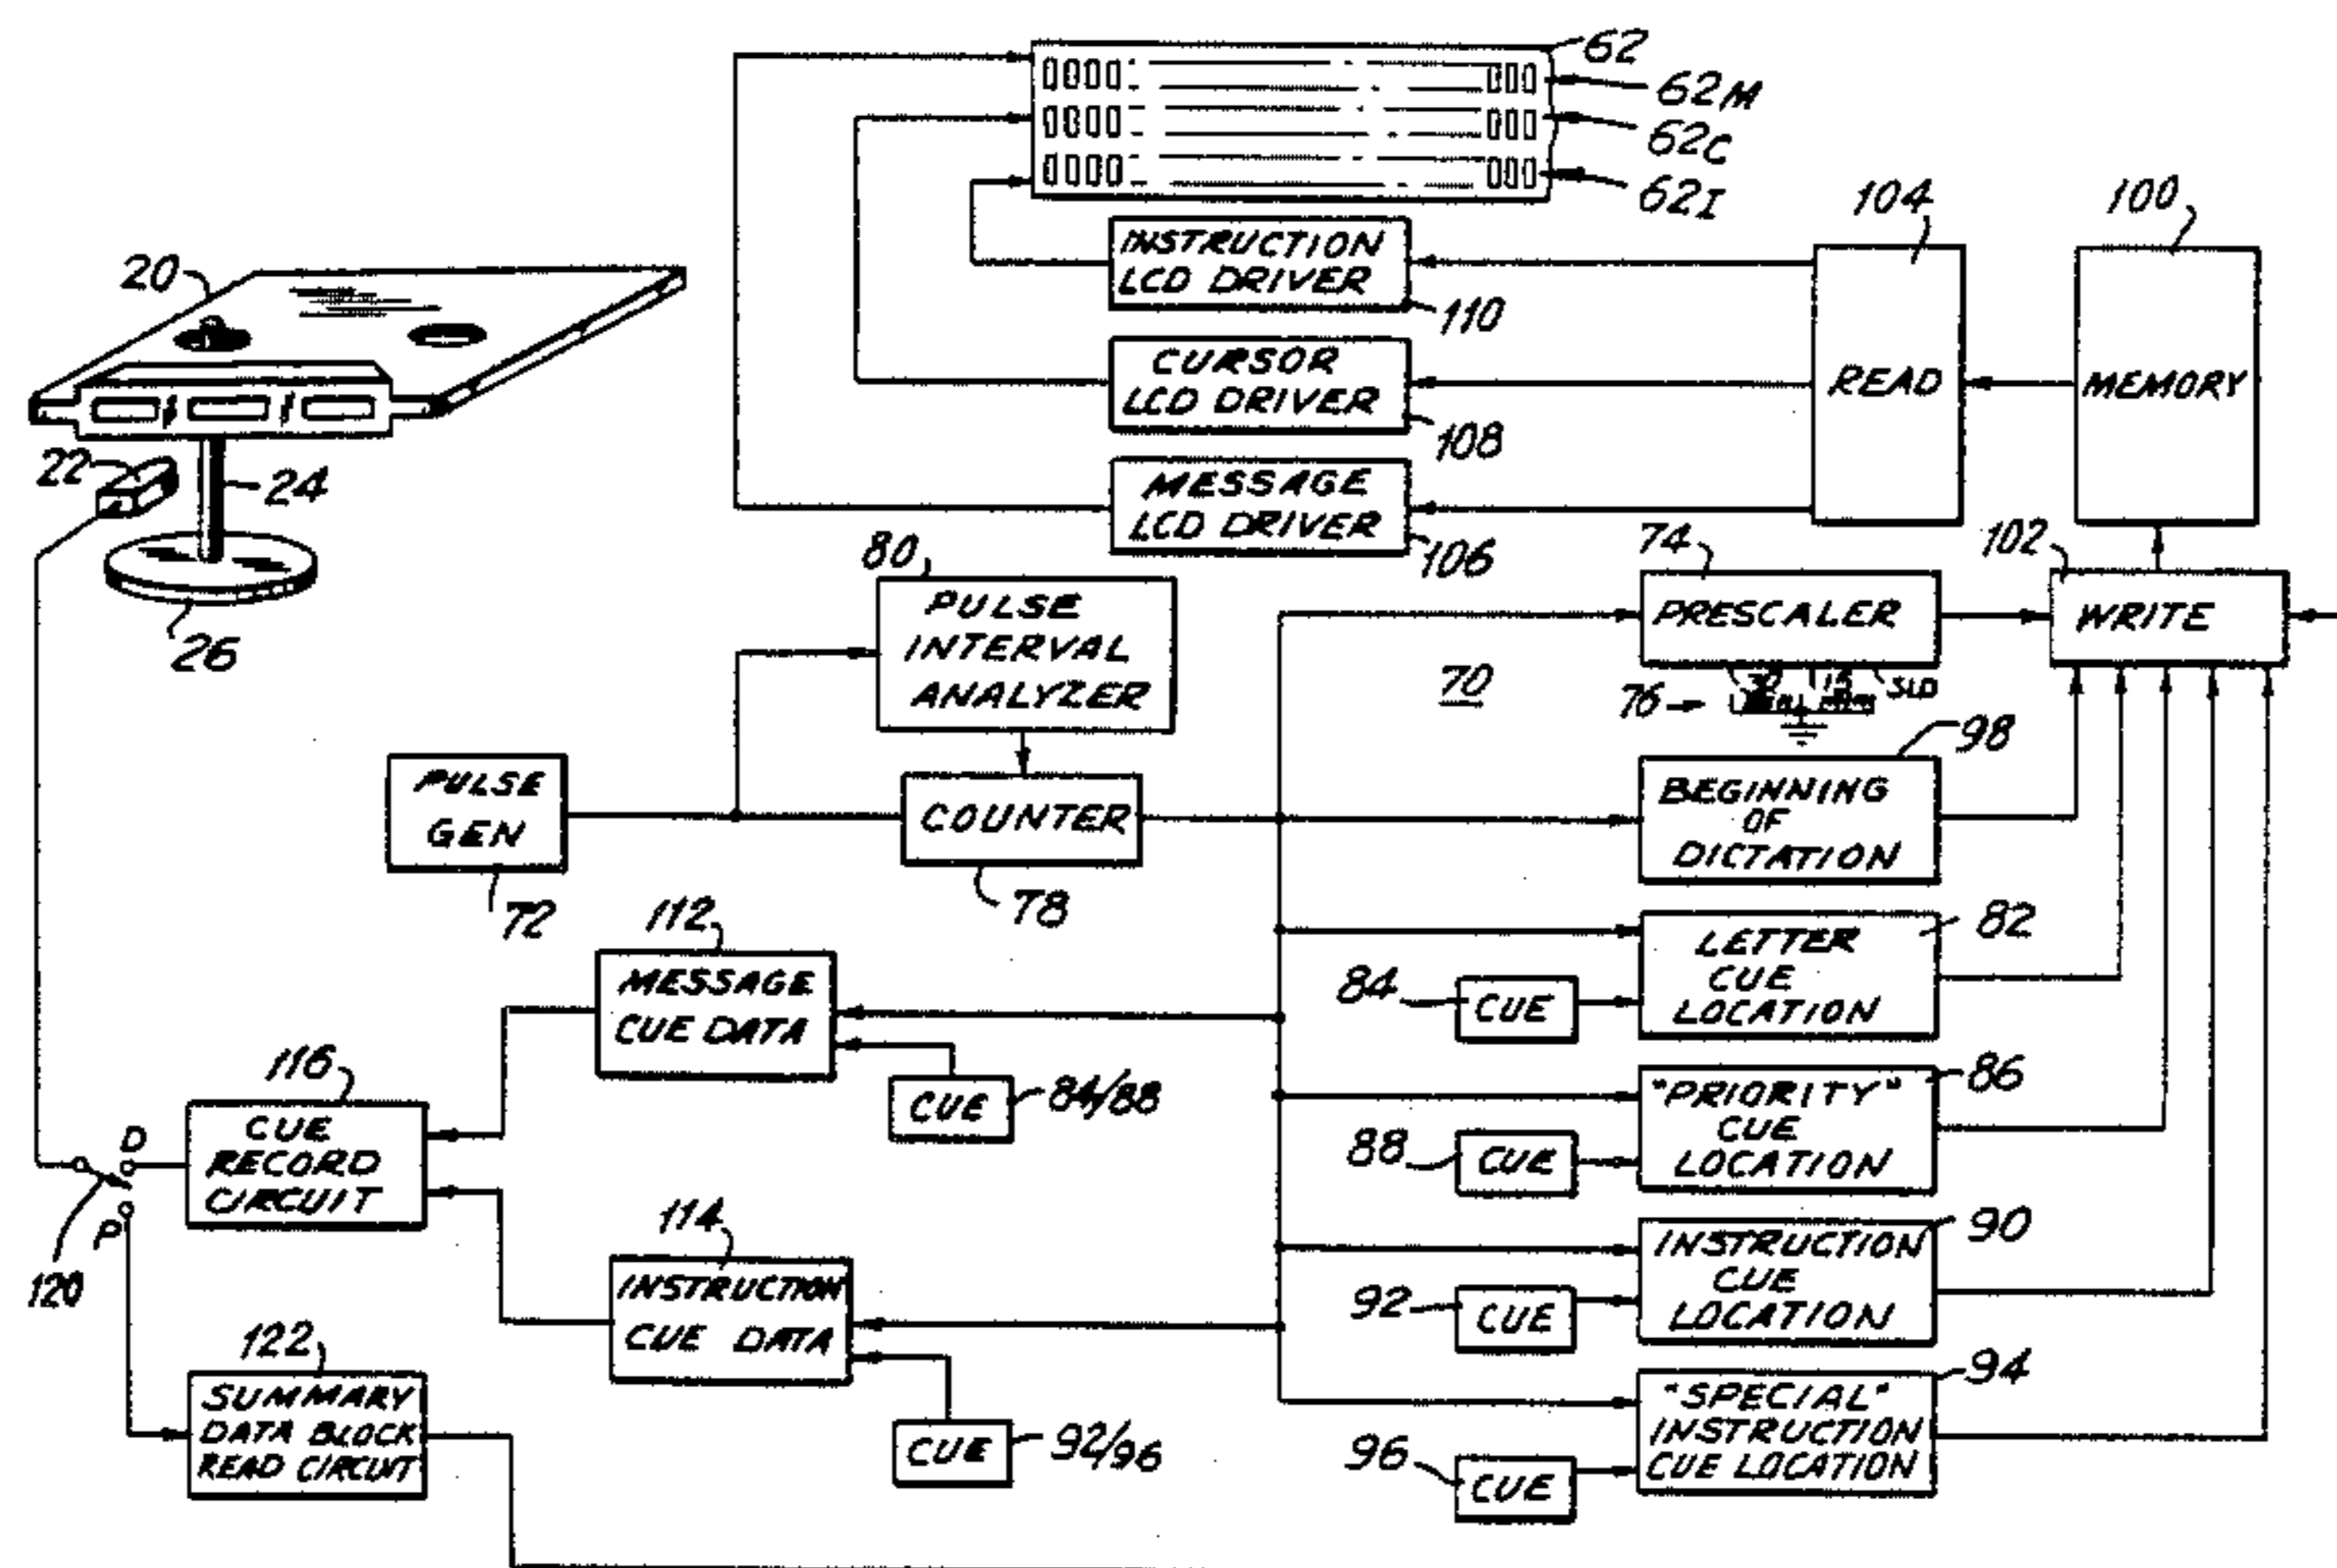 62
62M
62C
62I
104
100
20
INSTRUCTION
LCD DRIVER
110
CURSOR
LCD DRIVER
108
READ
MEMORY
22
24
MESSAGE
LCD DRIVER
106
26
80
PULSE
INTERVAL
ANALYZER
74
PRESCALER
102
WRITE
70
76
30
15
SLD
PULSE
GEN
72
COUNTER
78
98
BEGINNING
OF
DICTATION
112
MESSAGE
CUE DATA
CUE
84/88
82
LETTER
CUE
LOCATION
84
CUE
116
CUE
RECORD
CIRCUIT
D
P
120
86
"PRIORITY"
CUE
LOCATION
88
CUE
114
INSTRUCTION
CUE DATA
CUE
92/96
90
INSTRUCTION
CUE
LOCATION
92
CUE
122
SUMMARY
DATA BLOCK
READ CIRCUIT
94
"SPECIAL"
INSTRUCTION
CUE LOCATION
96
CUE